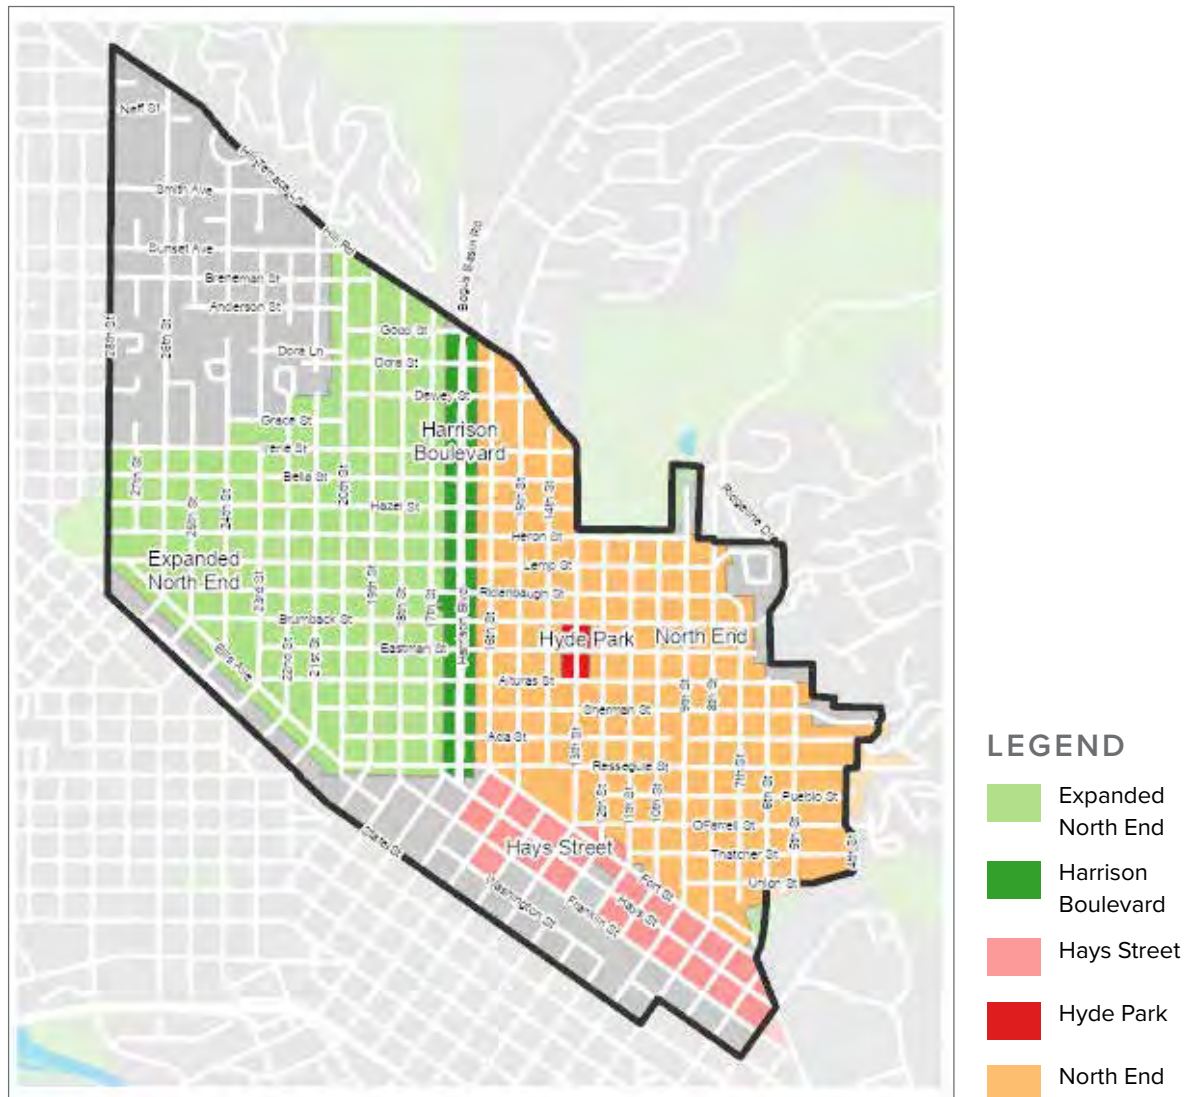 Neff St
Smith Ave
Sunset Ave
Hill Rd
Breneman St
Anderson St
Bogus Basin Rd
28th St
26th St
Good St
Dora Ln
Dora St
Dewey St
Grace St
Irene St
Harrison
Boulevard
Bella St
27th St
20th St
25th St
24th St
Hazel St
15th St
14th St
Ridgeline Dr
Heron St
Expanded
North End
Lemp St
23rd St
19th St
18th St
17th St
Harrison Blvd
Ridenbaugh St
16th St
Brumback St
Eastman St
Hyde Park
North End
22nd St
21st St
Ellis Ave
Alturas St
9th St
8th St
Sherman St
Ada St
13th St
Resseguie St
7th St
6th St
Pueblo St
12th St
11th St
10th St
O'Farrell St
5th St
4th St
State St
Hays Street
Thatcher St
Union St
Fort St
Washington St
Franklin St
Hays St
LEGEND
Expanded
North End
Harrison
Boulevard
Hays Street
Hyde Park
North End